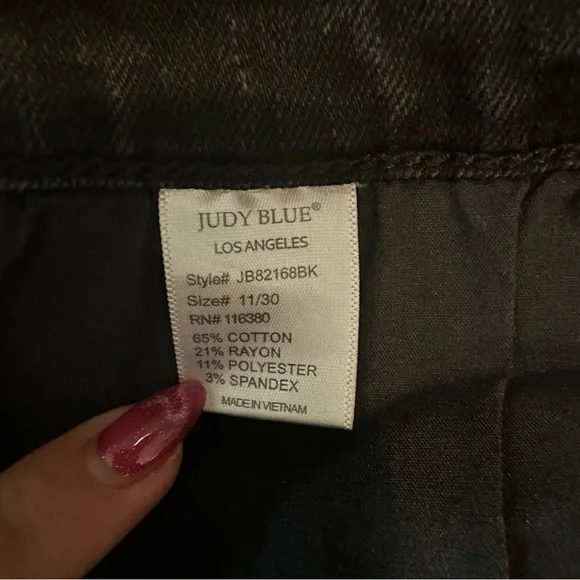 JUDY BLUE®
LOS ANGELES
Style# JB82168BK
Size# 11/30
RN# 116380
65% COTTON
21% RAYON
11% POLYESTER
3% SPANDEX
MADE IN VIETNAM